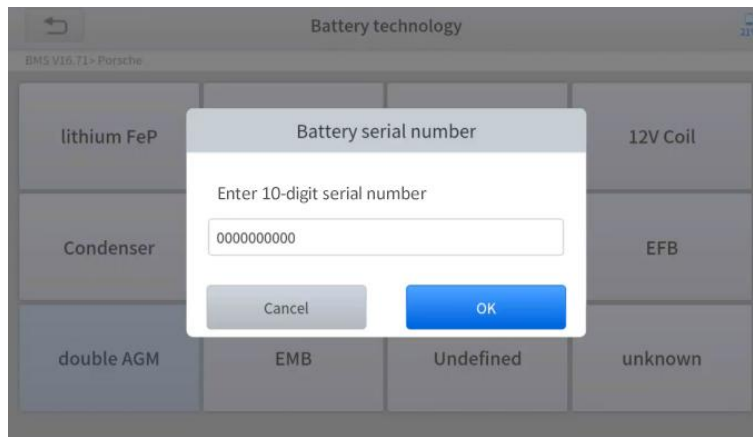 Battery technology
21°
BMS V16.71> Porsche
lithium FeP
12V Coil
Battery serial number
Enter 10-digit serial number
0000000000
Condenser
EFB
Cancel
OK
double AGM
EMB
Undefined
unknown